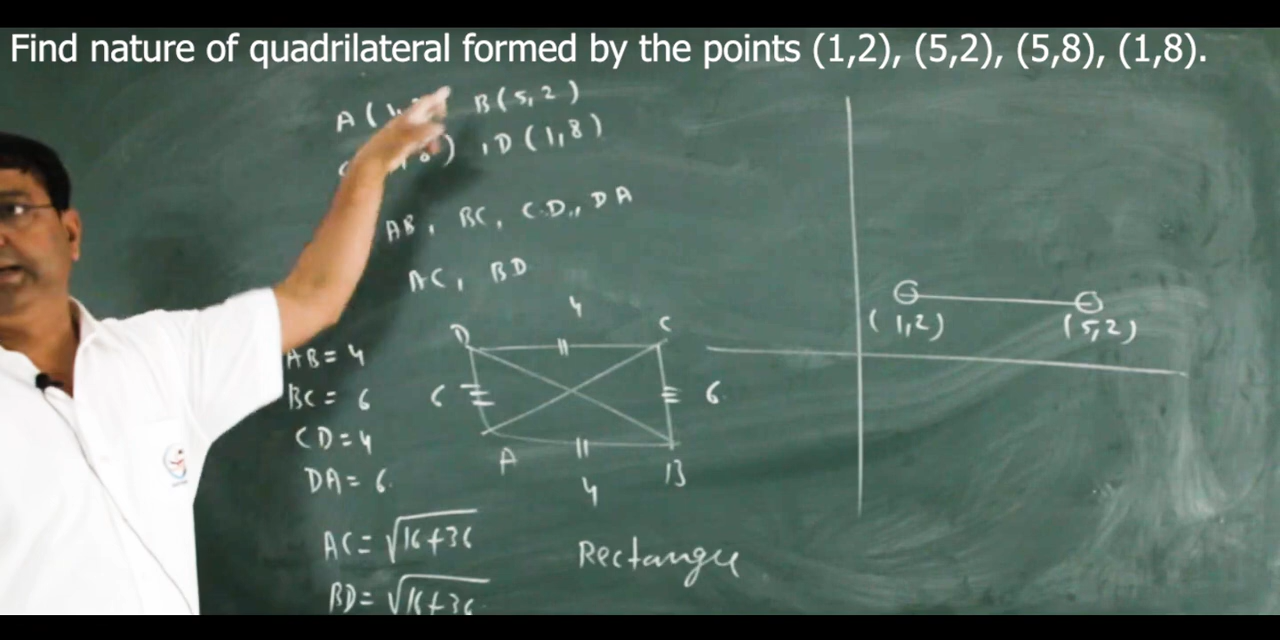 Find nature of quadrilateral formed by the points (1,2), (5,2), (5,8), (1,8).
A ( 1, B ( 5, 2 )
) , D ( 1, 8 )
AB, BC, CD, DA
AC, BD
4
D C
AB = 4
BC = 6
6 6
CD = 4
A B
DA = 6
4
AC = √16+36
Rectangle
BD = √16+36
(1,2) (5,2)